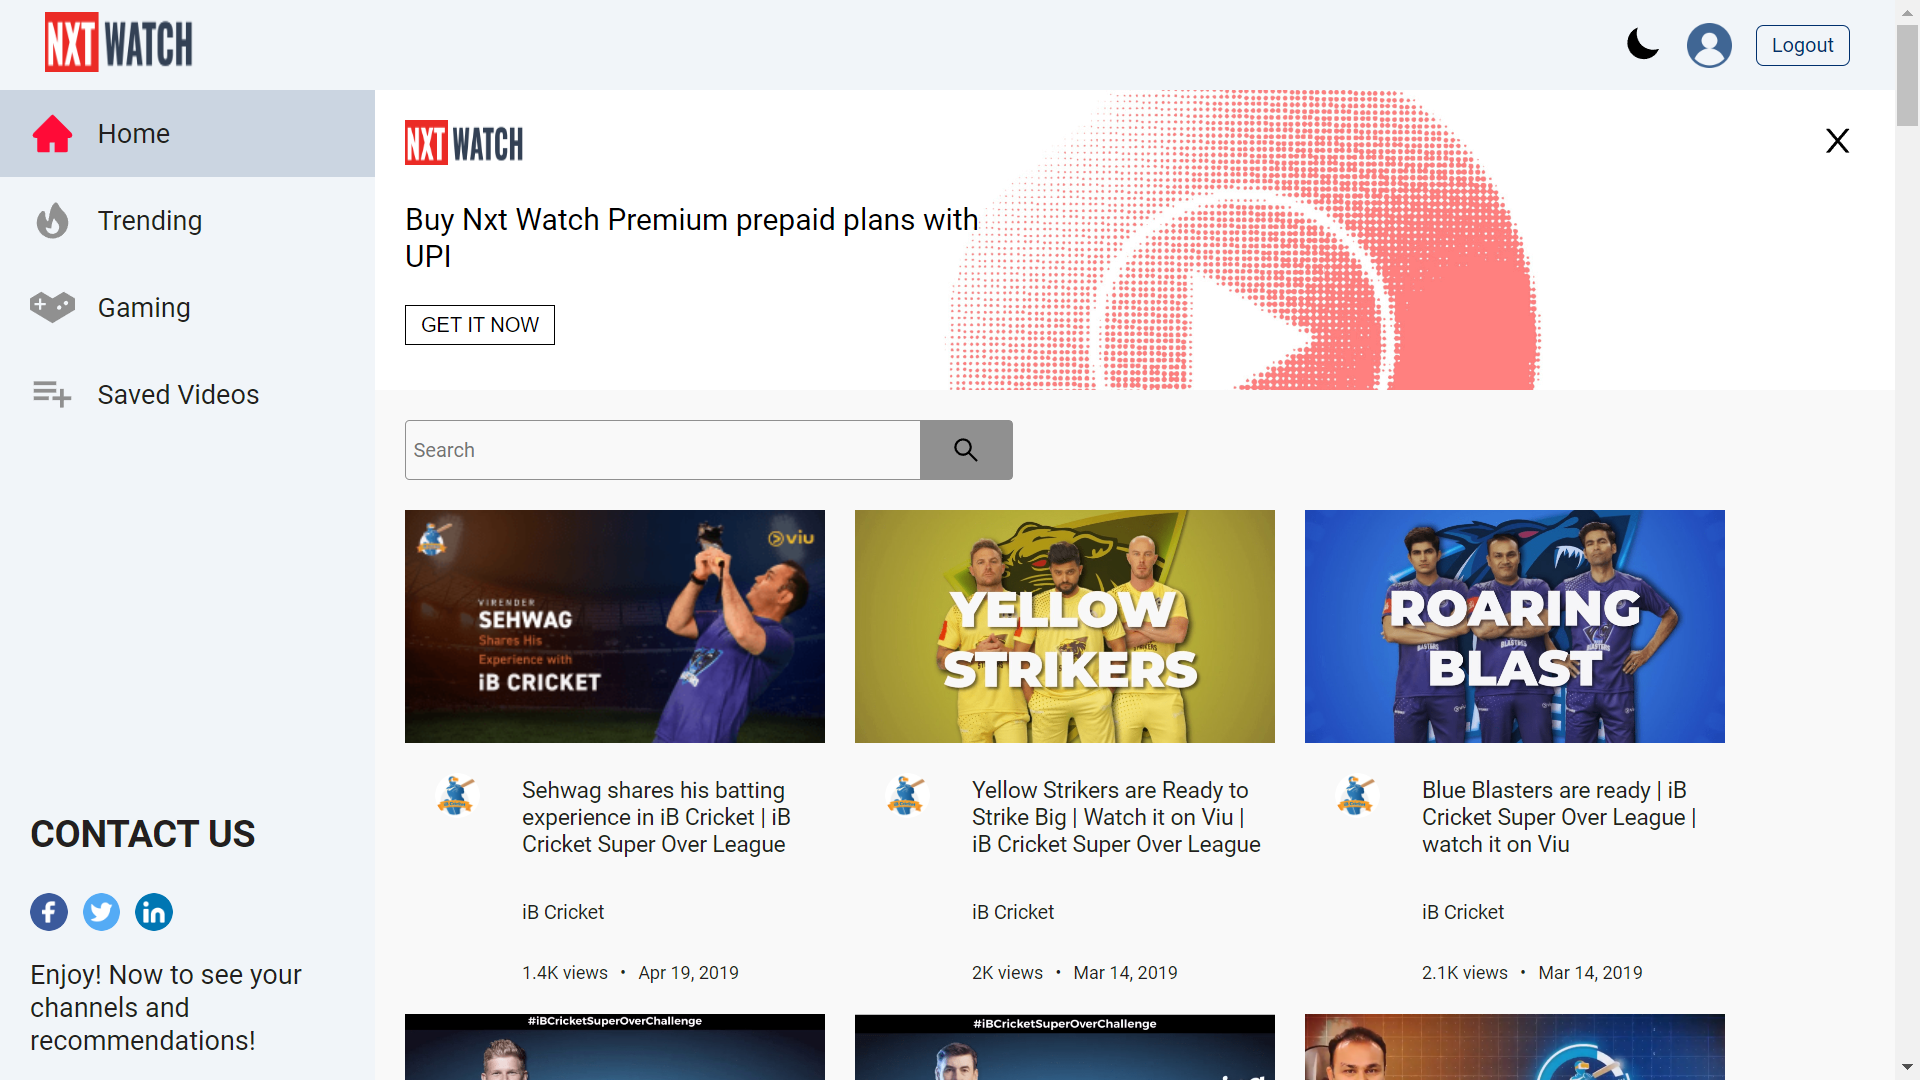 NXT WATCH
Logout
Home
Trending
Gaming
Saved Videos
CONTACT US
Enjoy! Now to see your
channels and
recommendations!
NXT WATCH
X
Buy Nxt Watch Premium prepaid plans with
UPI
GET IT NOW
Search
viu
VIRENDER
SEHWAG
Shares His
Experience with
iB CRICKET
YELLOW
STRIKERS
ROARING
BLAST
Sehwag shares his batting
experience in iB Cricket | iB
Cricket Super Over League
iB Cricket
1.4K views • Apr 19, 2019
Yellow Strikers are Ready to
Strike Big | Watch it on Viu |
iB Cricket Super Over League
iB Cricket
2K views • Mar 14, 2019
Blue Blasters are ready | iB
Cricket Super Over League |
watch it on Viu
iB Cricket
2.1K views • Mar 14, 2019
#iBCricketSuperOverChallenge
#iBCricketSuperOverChallenge